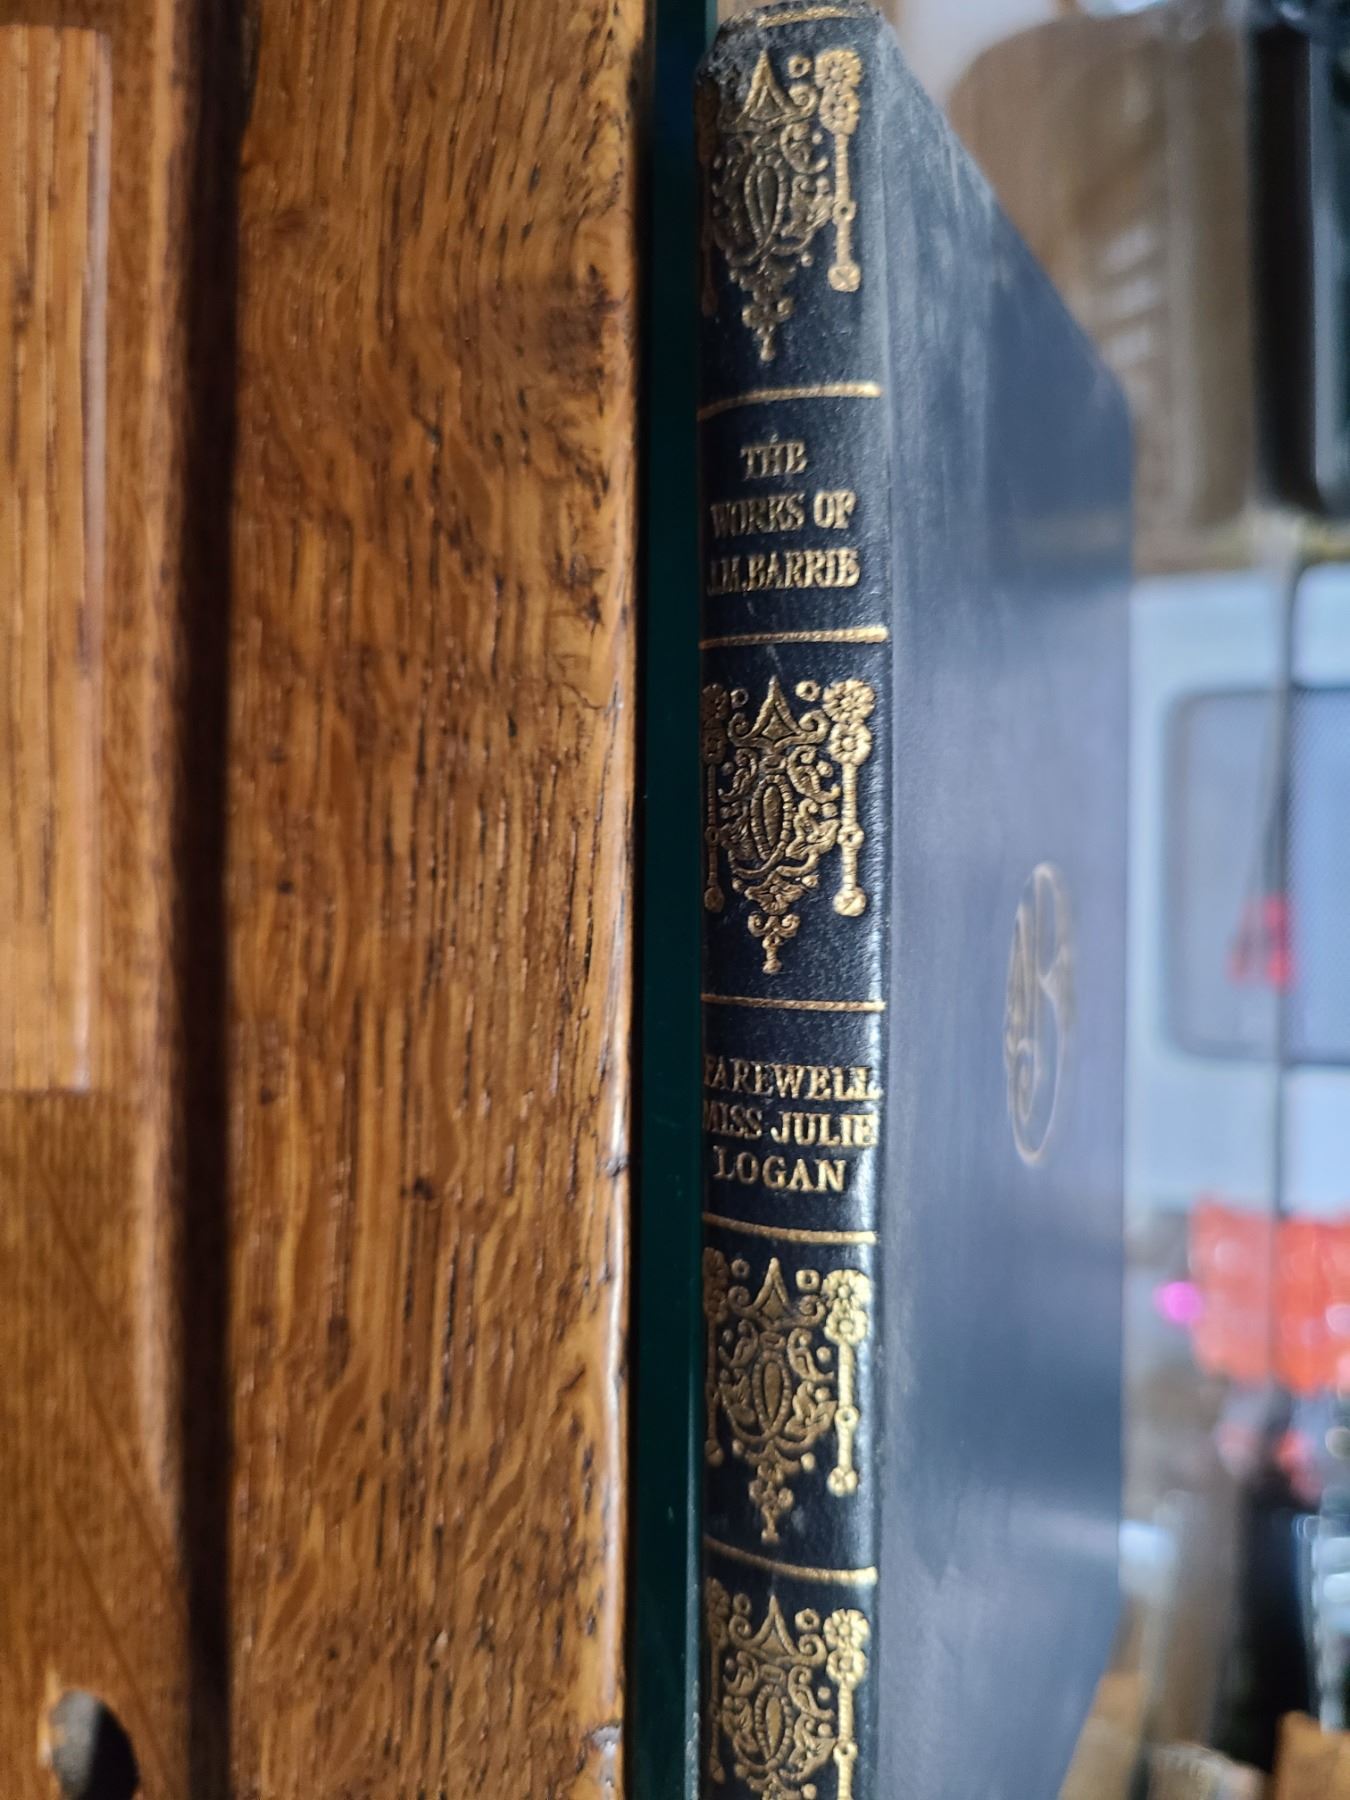 THE
WORKS OF
J.M.BARRIE
FAREWELL
MISS JULIE
LOGAN